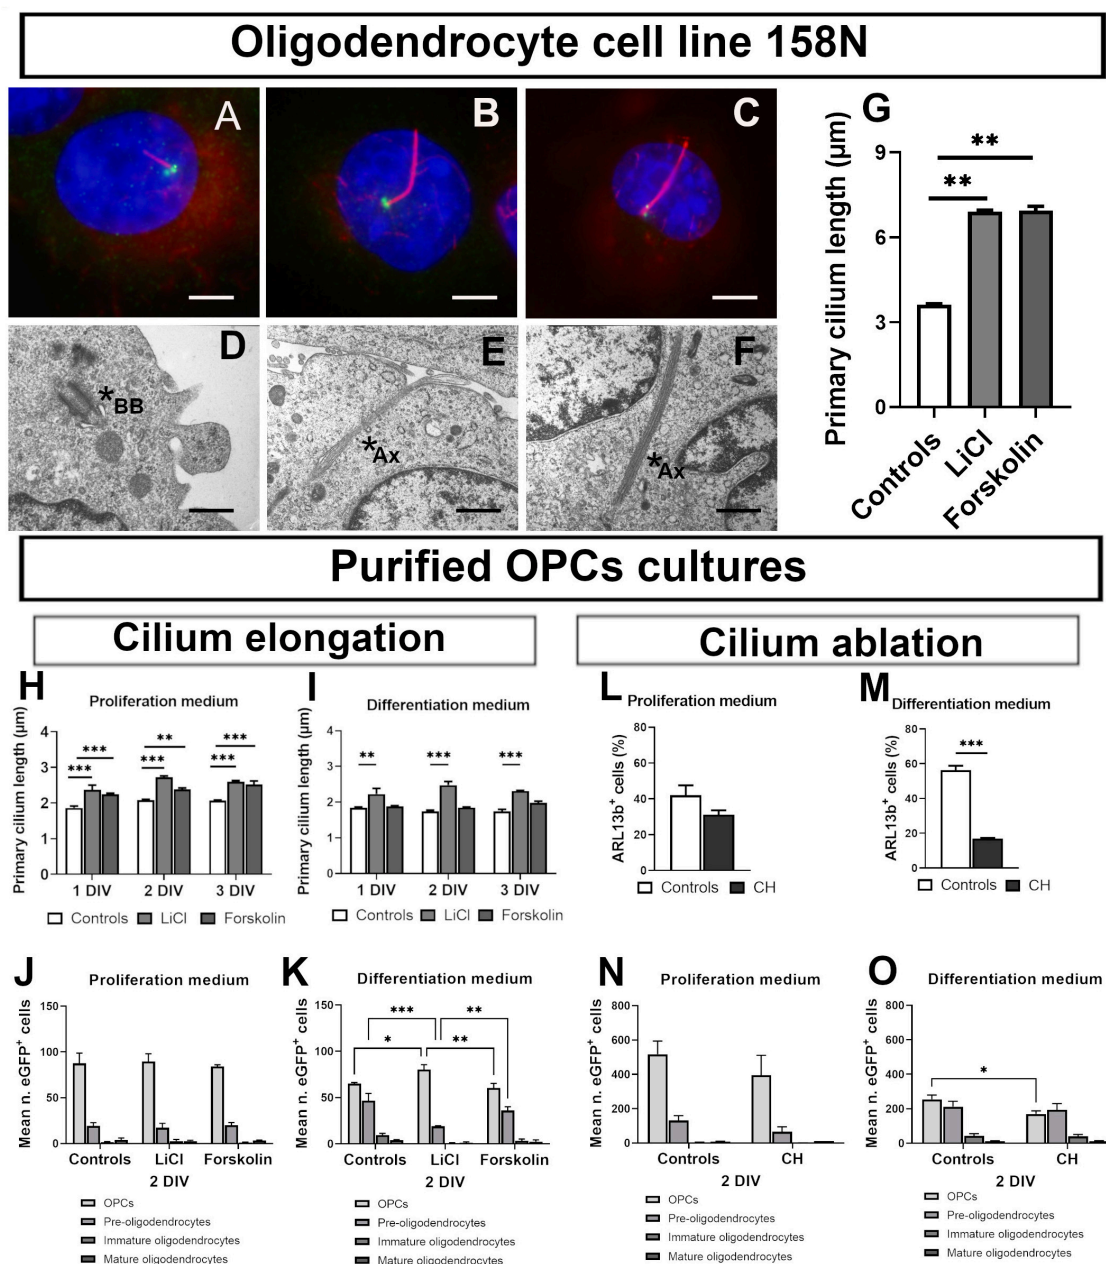 Oligodendrocyte cell line 158N
A
B
C
G
Primary cilium length (µm)
9
6
3
0
**
**
Controls
LiCl
Forskolin
D
*BB
E
*Ax
F
*Ax
Purified OPCs cultures
Cilium elongation
Cilium ablation
H
Proliferation medium
Primary cilium length (µm)
4
3
2
1
0
***
***
***
**
***
***
1 DIV 2 DIV 3 DIV
Controls LiCl Forskolin
I
Differentiation medium
Primary cilium length (µm)
4
3
2
1
0
**
***
***
1 DIV 2 DIV 3 DIV
Controls LiCl Forskolin
L
Proliferation medium
ARL13b+ cells (%)
80
60
40
20
0
Controls CH
M
Differentiation medium
ARL13b+ cells (%)
80
60
40
20
0
***
Controls CH
J
Proliferation medium
Mean n. eGFP+ cells
150
100
50
0
Controls LiCl Forskolin
2 DIV
OPCs
Pre-oligodendrocytes
Immature oligodendrocytes
Mature oligodendrocytes
K
Differentiation medium
Mean n. eGFP+ cells
150
100
50
0
*** **
* **
Controls LiCl Forskolin
2 DIV
OPCs
Pre-oligodendrocytes
Immature oligodendrocytes
Mature oligodendrocytes
N
Proliferation medium
Mean n. eGFP+ cells
800
600
400
200
0
Controls CH
2 DIV
OPCs
Pre-oligodendrocytes
Immature oligodendrocytes
Mature oligodendrocytes
O
Differentiation medium
Mean n. eGFP+ cells
800
600
400
200
0
*
Controls CH
2 DIV
OPCs
Pre-oligodendrocytes
Immature oligodendrocytes
Mature oligodendrocytes